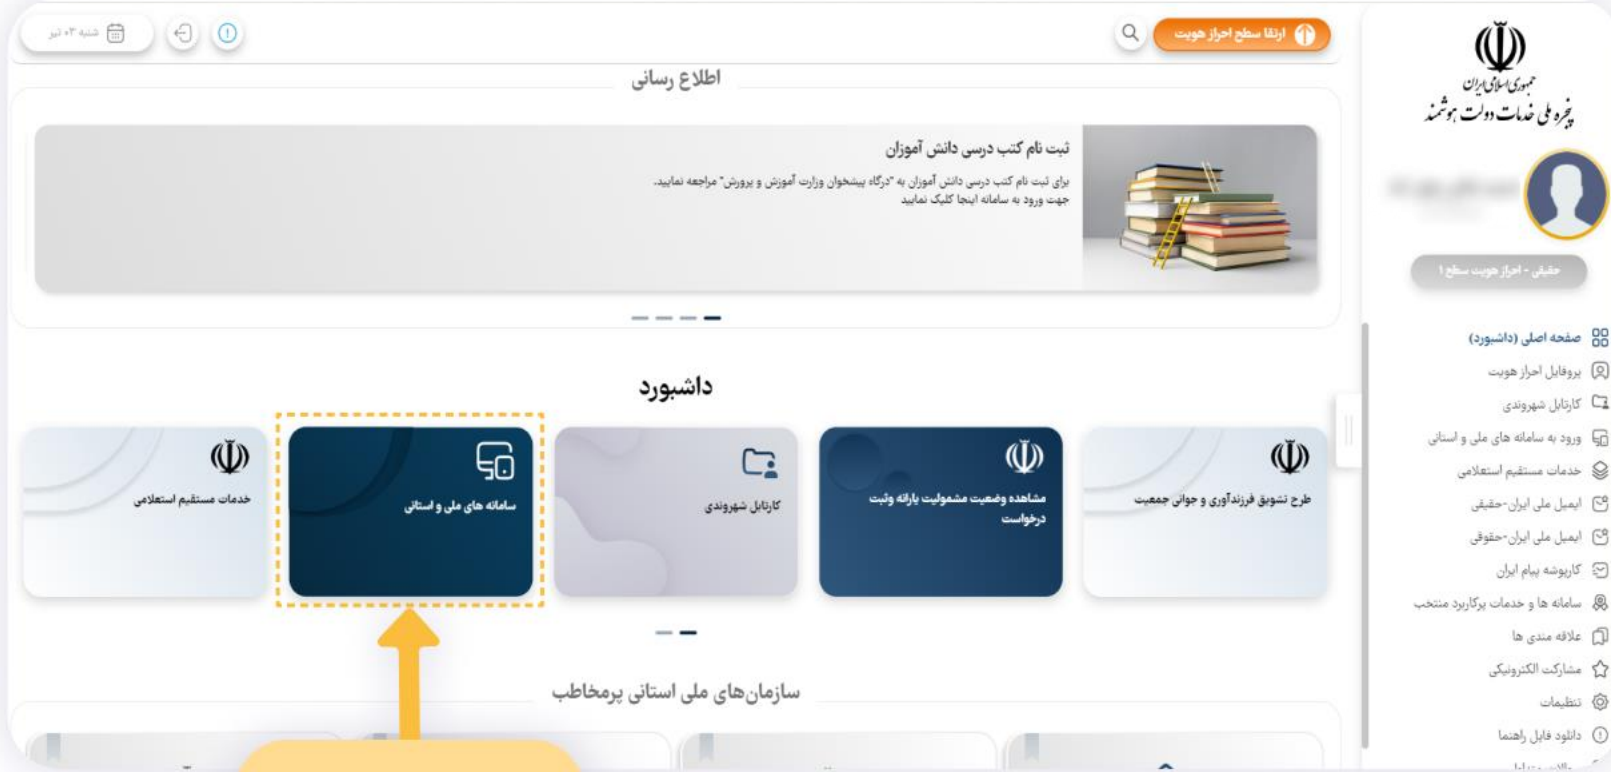 ارتقا سطح احراز هویت
شنبه ۰۳ تیر
جمهوری اسلامی ایران
پنجره ملی خدمات دولت هوشمند
حقیقی - احراز هویت سطح ۱
صفحه اصلی (داشبورد)
پروفایل احراز هویت
کارتابل شهروندی
ورود به سامانه های ملی و استانی
خدمات مستقیم استعلامی
ایمیل ملی ایران-حقیقی
ایمیل ملی ایران-حقوقی
کارپوشه پیام ایران
سامانه ها و خدمات پرکاربرد منتخب
علاقه مندی ها
مشارکت الکترونیکی
تنظیمات
دانلود فایل راهنما
اطلاع رسانی
ثبت نام کتب درسی دانش آموزان
برای ثبت نام کتب درسی دانش آموزان به "درگاه پیشخوان وزارت آموزش و پرورش" مراجعه نمایید.
جهت ورود به سامانه اینجا کلیک نمایید
داشبورد
طرح تشویق فرزندآوری و جوانی جمعیت
مشاهده وضعیت مشمولیت یارانه وثبت
درخواست
کارتابل شهروندی
سامانه های ملی و استانی
خدمات مستقیم استعلامی
سازمان‌های ملی استانی پرمخاطب